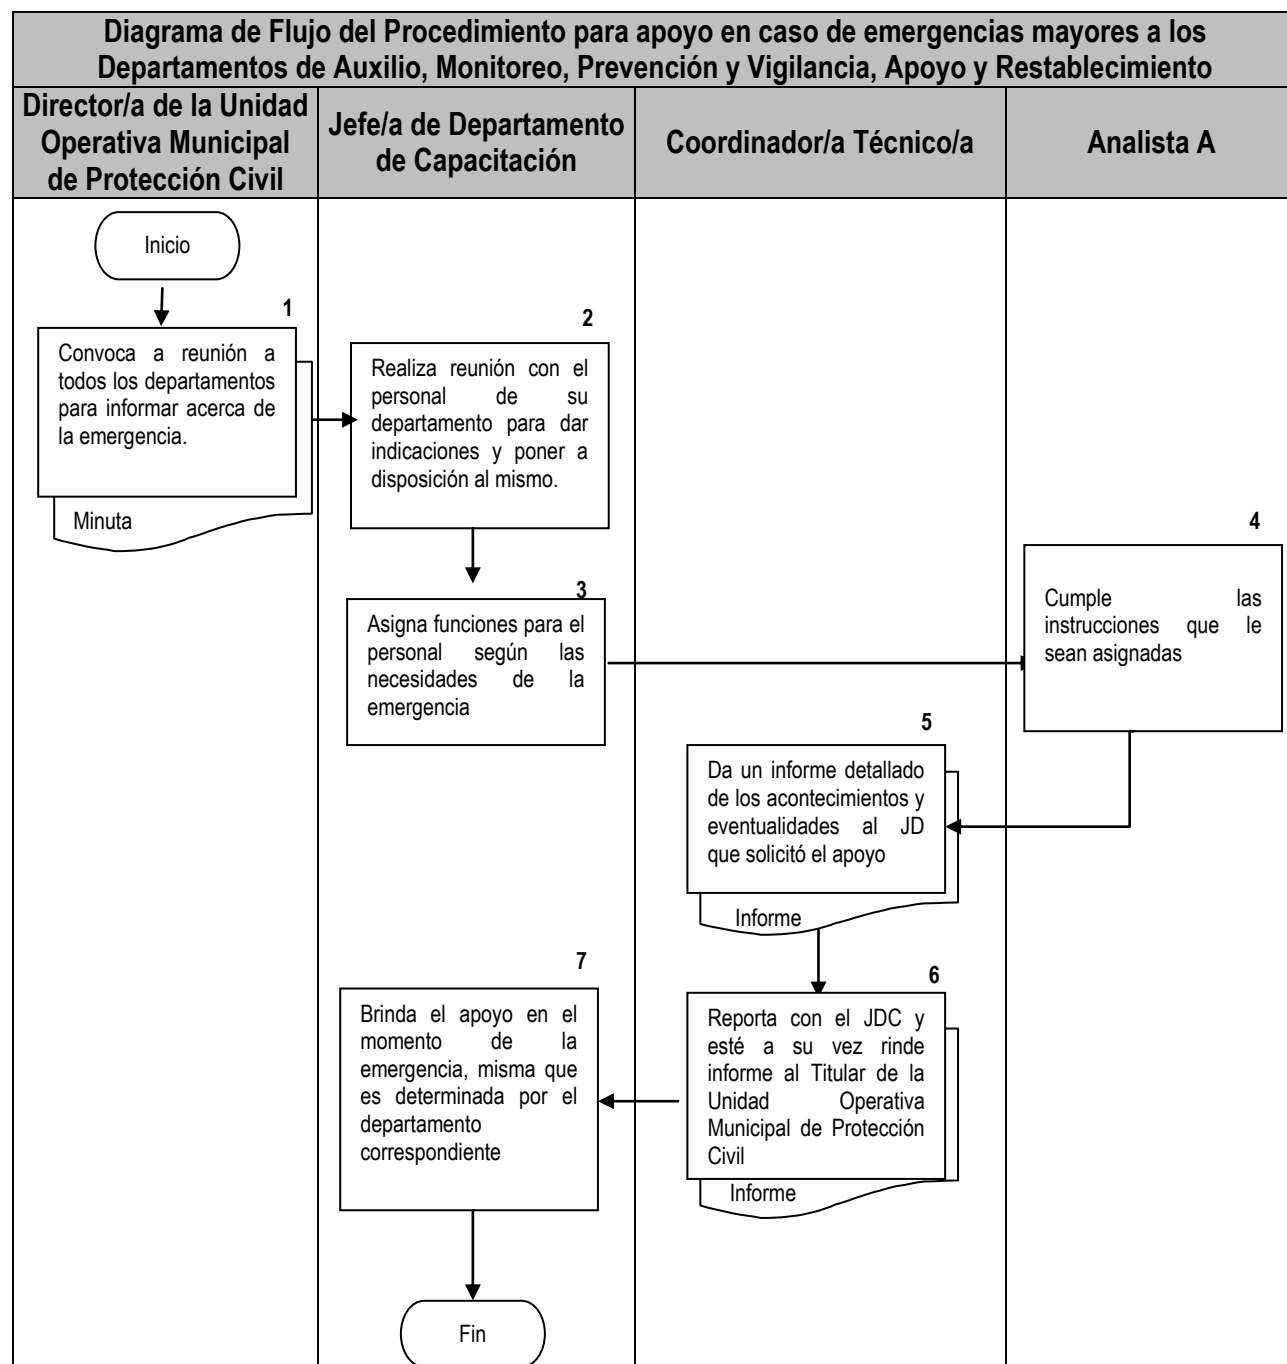 Diagrama de Flujo del Procedimiento para apoyo en caso de emergencias mayores a los
Departamentos de Auxilio, Monitoreo, Prevención y Vigilancia, Apoyo y Restablecimiento
Director/a de la Unidad
Operativa Municipal
de Protección Civil
Jefe/a de Departamento
de Capacitación
Coordinador/a Técnico/a
Analista A
Inicio
1
Convoca a reunión a
todos los departamentos
para informar acerca de
la emergencia.
Minuta
2
Realiza reunión con el
personal de su
departamento para dar
indicaciones y poner a
disposición al mismo.
3
Asigna funciones para el
personal según las
necesidades de la
emergencia
4
Cumple las
instrucciones que le
sean asignadas
5
Da un informe detallado
de los acontecimientos y
eventualidades al JD
que solicitó el apoyo
Informe
6
Reporta con el JDC y
esté a su vez rinde
informe al Titular de la
Unidad Operativa
Municipal de Protección
Civil
Informe
7
Brinda el apoyo en el
momento de la
emergencia, misma que
es determinada por el
departamento
correspondiente
Fin